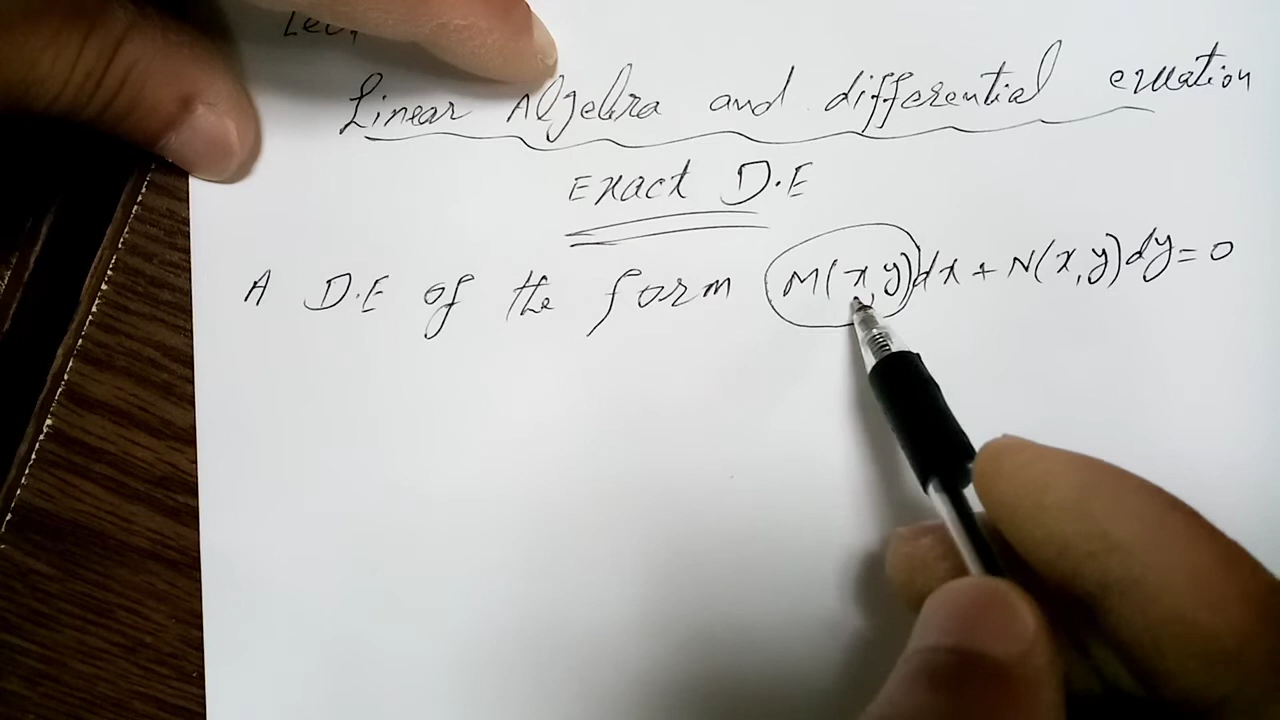 Linear Algebra and differential equation
Exact D.E
A D.E of the form M(x,y)dx+N(x,y)dy=0